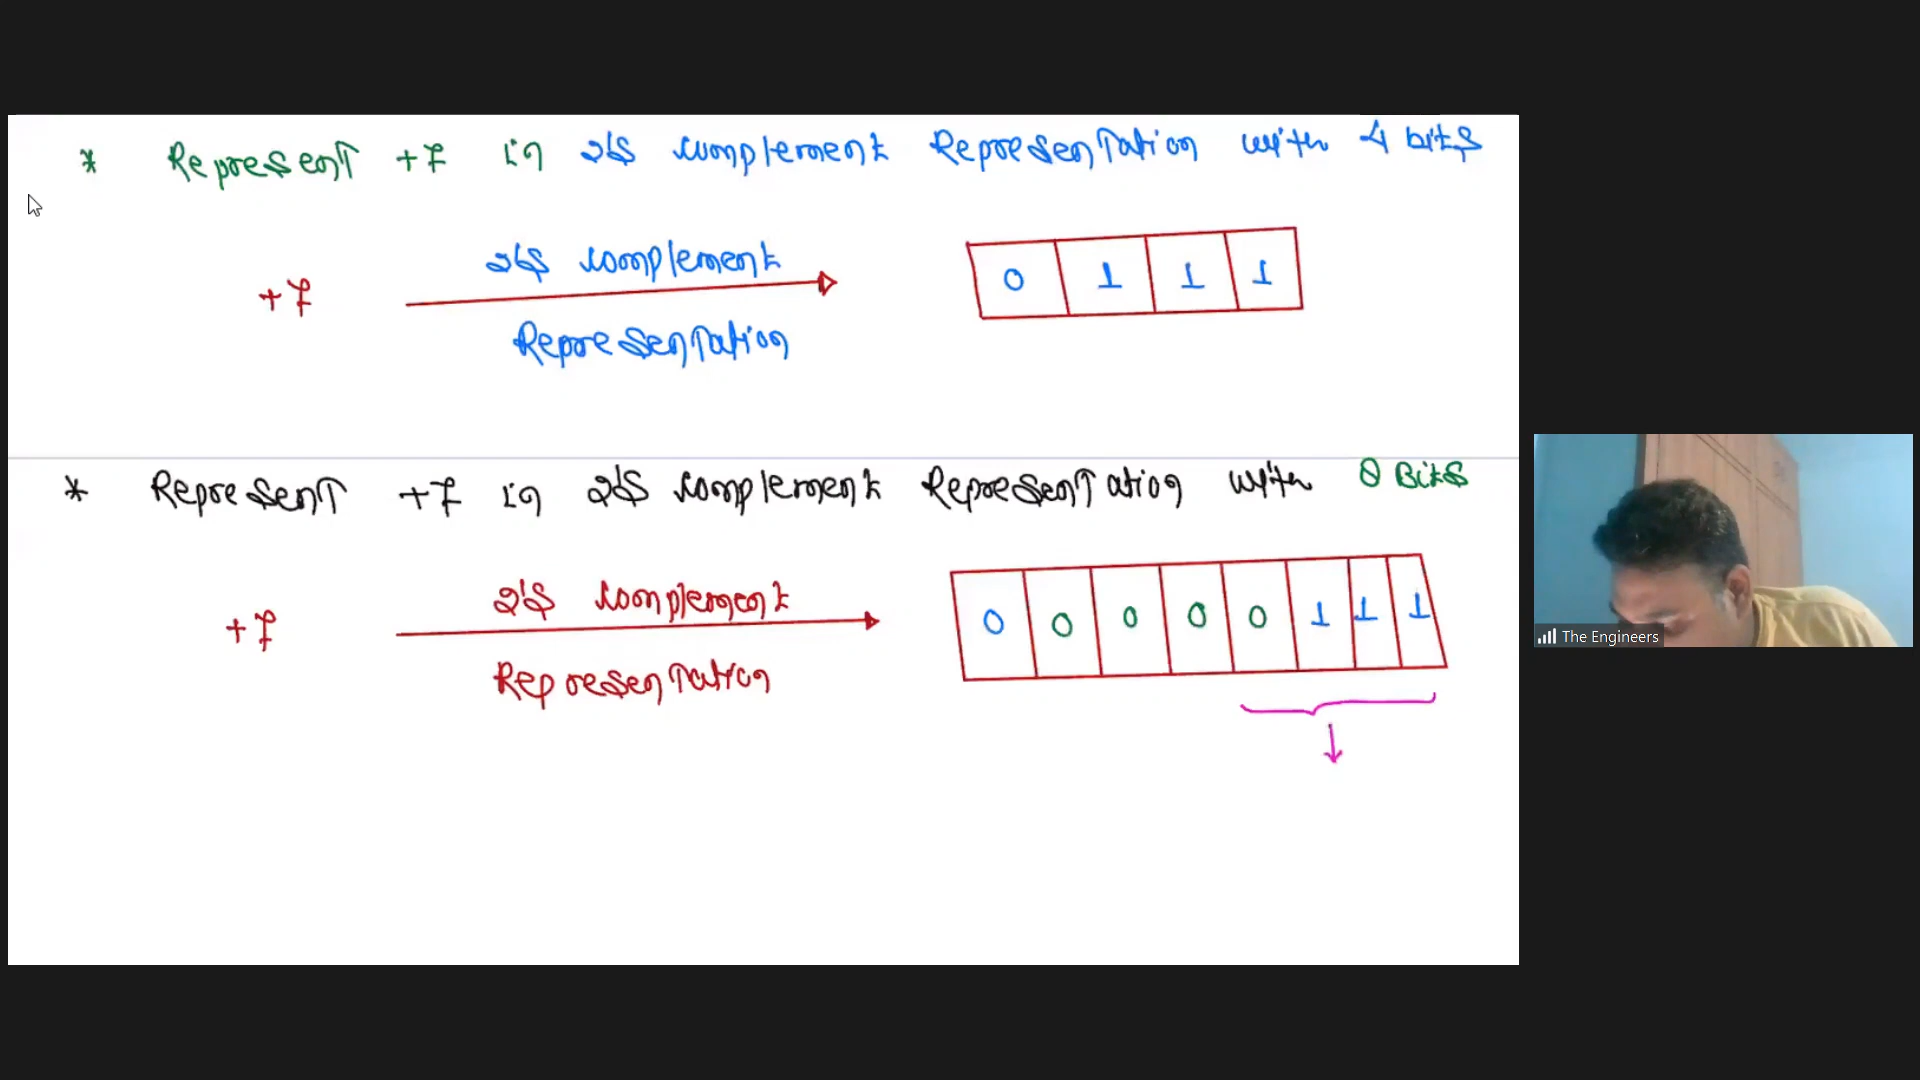 * Represent +7 in 2's complement Representation with 4 bits
2's complement
+7
0 1 1 1
Representation
* Represent +7 in 2's complement Representation with 8 Bits
2's complement
+7
0 0 0 0 0 1 1 1
Representation
The Engineers